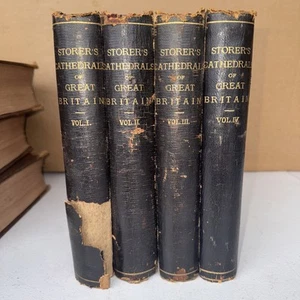 STORER'S
CATHEDRALS
OF
GREAT
BRITAIN
VOL. I.
STORER'S
CATHEDRALS
OF
GREAT
BRITAIN
VOL. II.
STORER'S
CATHEDRALS
OF
GREAT
BRITAIN
VOL. III.
STORER'S
CATHEDRALS
OF
GREAT
BRITAIN
VOL. IV.